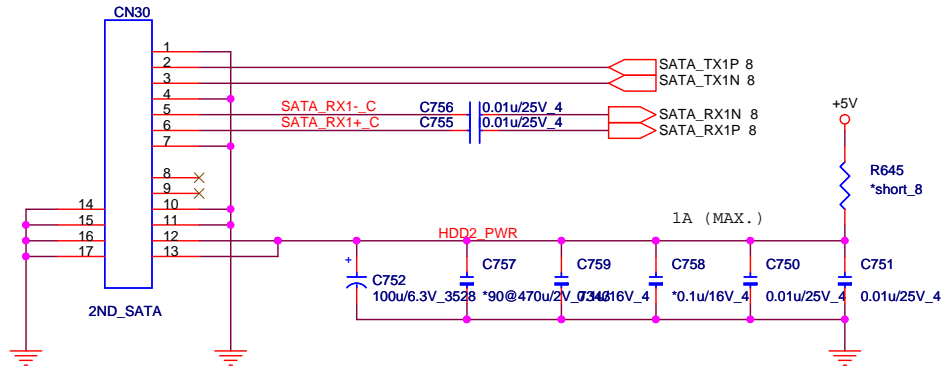 CN30
1
2
SATA_TX1P 8
3
SATA_TX1N 8
4
5
SATA_RX1-_C
C756
0.01u/25V_4
SATA_RX1N 8
6
SATA_RX1+_C
C755
0.01u/25V_4
SATA_RX1P 8
7
+5V
8
9
R645
*short_8
14
10
15
11
16
12
17
13
HDD2_PWR
1A (MAX.)
C752
100u/6.3V_3528
C757
*90@470u/2V_7343
C759
C758
*0.1u/16V_4
C750
0.01u/25V_4
C751
0.01u/25V_4
2ND_SATA